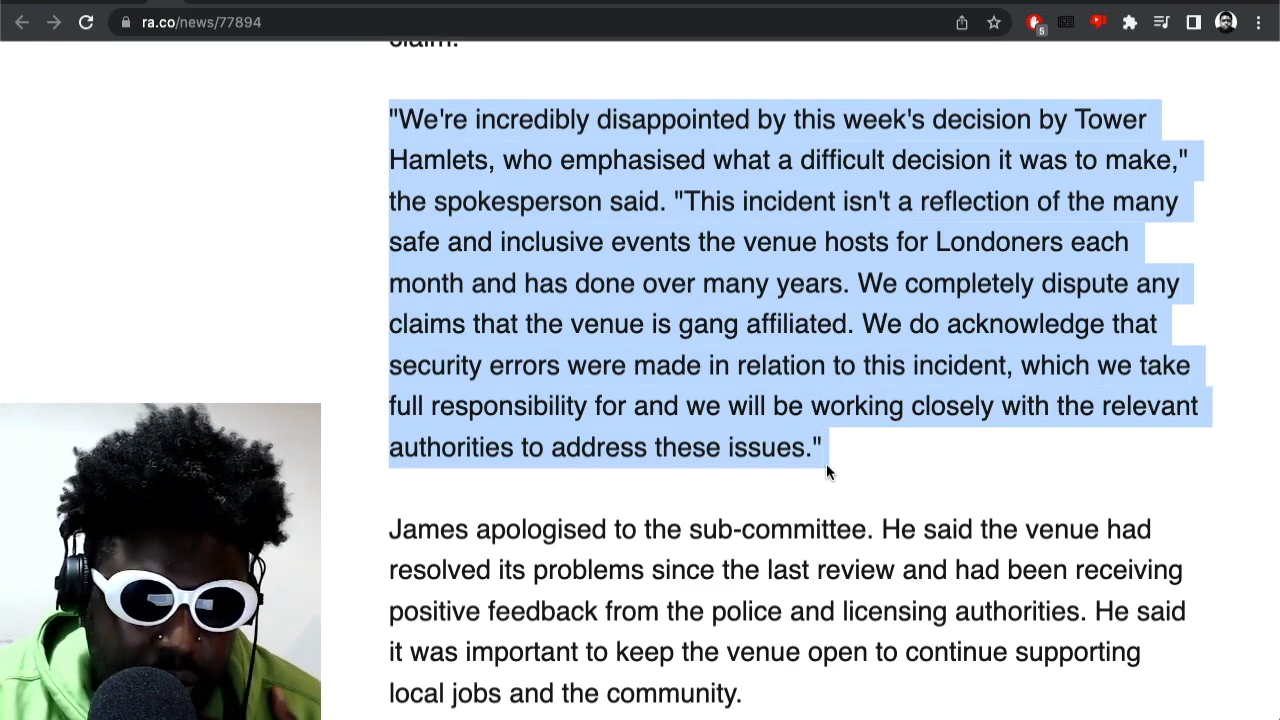 ra.co/news/77894
5
claim.
"We're incredibly disappointed by this week's decision by Tower
Hamlets, who emphasised what a difficult decision it was to make,"
the spokesperson said. "This incident isn't a reflection of the many
safe and inclusive events the venue hosts for Londoners each
month and has done over many years. We completely dispute any
claims that the venue is gang affiliated. We do acknowledge that
security errors were made in relation to this incident, which we take
full responsibility for and we will be working closely with the relevant
authorities to address these issues."
James apologised to the sub-committee. He said the venue had
resolved its problems since the last review and had been receiving
positive feedback from the police and licensing authorities. He said
it was important to keep the venue open to continue supporting
local jobs and the community.